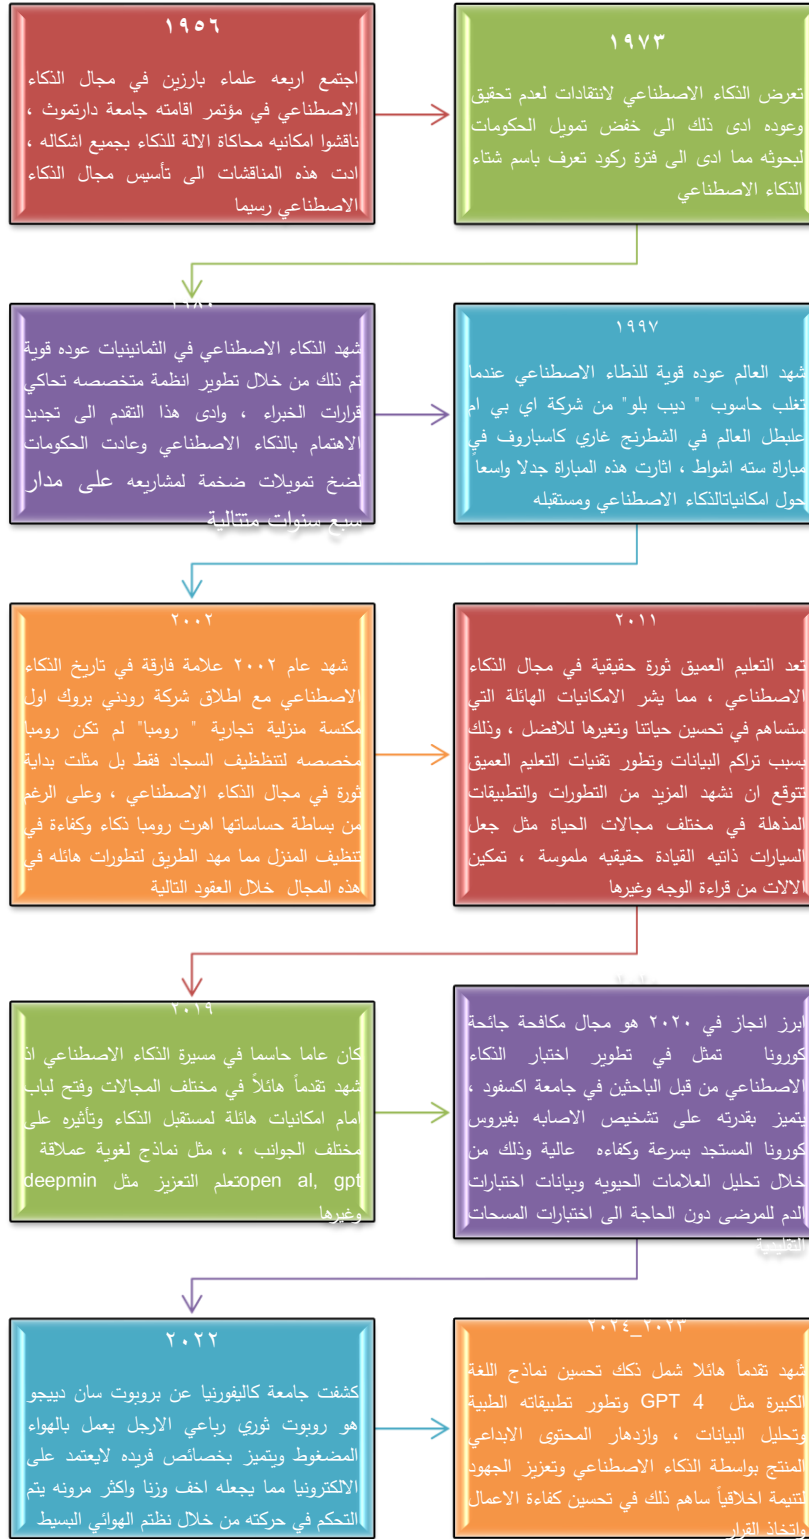 ١٩٥٦
اجتمع اربعه علماء بارزين في مجال الذكاء
الاصطناعي في مؤتمر اقامته جامعة دارتموث ،
ناقشوا امكانيه محاكاة الالة للذكاء بجميع اشكاله ،
ادت هذه المناقشات الى تأسيس مجال الذكاء
الاصطناعي رسيما
١٩٧٣
تعرض الذكاء الاصطناعي لانتقادات لعدم تحقيق
وعوده ادى ذلك الى خفض تمويل الحكومات
لبحوثه مما ادى الى فترة ركود تعرف باسم شتاء
الذكاء الاصطناعي
١٩٨٠
شهد الذكاء الاصطناعي في الثمانينيات عوده قوية
تم ذلك من خلال تطوير انظمة متخصصه تحاكي
قرارات الخبراء ، وادى هذا التقدم الى تجديد
الاهتمام بالذكاء الاصطناعي وعادت الحكومات
لضخ تمويلات ضخمة لمشاريعه على مدار
سبع سنوات متتالية
١٩٩٧
شهد العالم عوده قوية للذطاء الاصطناعي عندما
تغلب حاسوب " ديب بلو" من شركة اي بي ام
علبطل العالم في الشطرنج غاري كاسباروف في
مباراة سته اشواط ، اثارت هذه المباراة جدلا واسعاً
حول امكانياتالذكاء الاصطناعي ومستقبله
٢٠٠٢
شهد عام ٢٠٠٢ علامة فارقة في تاريخ الذكاء
الاصطناعي مع اطلاق شركة رودني بروك اول
مكنسة منزلية تجارية " رومبا" لم تكن رومبا
مخصصه لتنظظيف السجاد فقط بل مثلت بداية
ثورة في مجال الذكاء الاصطناعي ، وعلى الرغم
من بساطة حساساتها اهرت رومبا ذكاء وكفاءة في
تنظيف المنزل مما مهد الطريق لتطورات هائله في
هذه المجال خلال العقود التالية
٢٠١١
تعد التعليم العميق ثورة حقيقية في مجال الذكاء
الاصطناعي ، مما يشر الامكانيات الهائلة التي
ستساهم في تحسين حياتنا وتغيرها للافضل ، وذلك
بسبب تراكم البيانات وتطور تقنيات التعليم العميق
تتوقع ان نشهد المزيد من التطورات والتطبيقات
المذهلة في مختلف مجالات الحياة مثل جعل
السيارات ذاتيه القيادة حقيقيه ملموسة ، تمكين
الالات من قراءة الوجه وغيرها
٢٠١٩
كان عاما حاسما في مسيرة الذكاء الاصطناعي اذ
شهد تقدماً هائلاً في مختلف المجالات وفتح لباب
امام امكانيات هائلة لمستقبل الذكاء وتأثيره على
مختلف الجوانب ، ، مثل نماذج لغوية عملاقة
open al, gptتعلم التعزيز مثل deepmin
وغيرها
٢٠٢٠
ابرز انجاز في ٢٠٢٠ هو مجال مكافحة جائحة
كورونا تمثل في تطوير اختبار الذكاء
الاصطناعي من قبل الباحثين في جامعة اكسفود ،
يتميز بقدرته على تشخيص الاصابه بفيروس
كورونا المستجد بسرعة وكفاءه عالية وذلك من
خلال تحليل العلامات الحيويه وبيانات اختبارات
الدم للمرضى دون الحاجة الى اختبارات المسحات
التقليدية
٢٠٢٢
كشفت جامعة كاليفورنيا عن بروبوت سان دييجو
هو روبوت ثوري رباعي الارجل يعمل بالهواء
المضغوط ويتميز بخصائص فريده لايعتمد على
الالكترونيا مما يجعله اخف وزنا واكثر مرونه يتم
التحكم في حركته من خلال نظتم الهوائي البسيط
٢٠٢٣_٢٠٢٤
شهد تقدماً هائلا شمل ذكك تحسين نماذج اللغة
الكبيرة مثل GPT 4 وتطور تطبيقاته الطبية
وتحليل البيانات ، وازدهار المحتوى الابداعي
المنتج بواسطة الذكاء الاصطناعي وتعزيز الجهود
لتنيمة اخلاقياً ساهم ذلك في تحسين كفاءة الاعمال
واتخاذ القرار